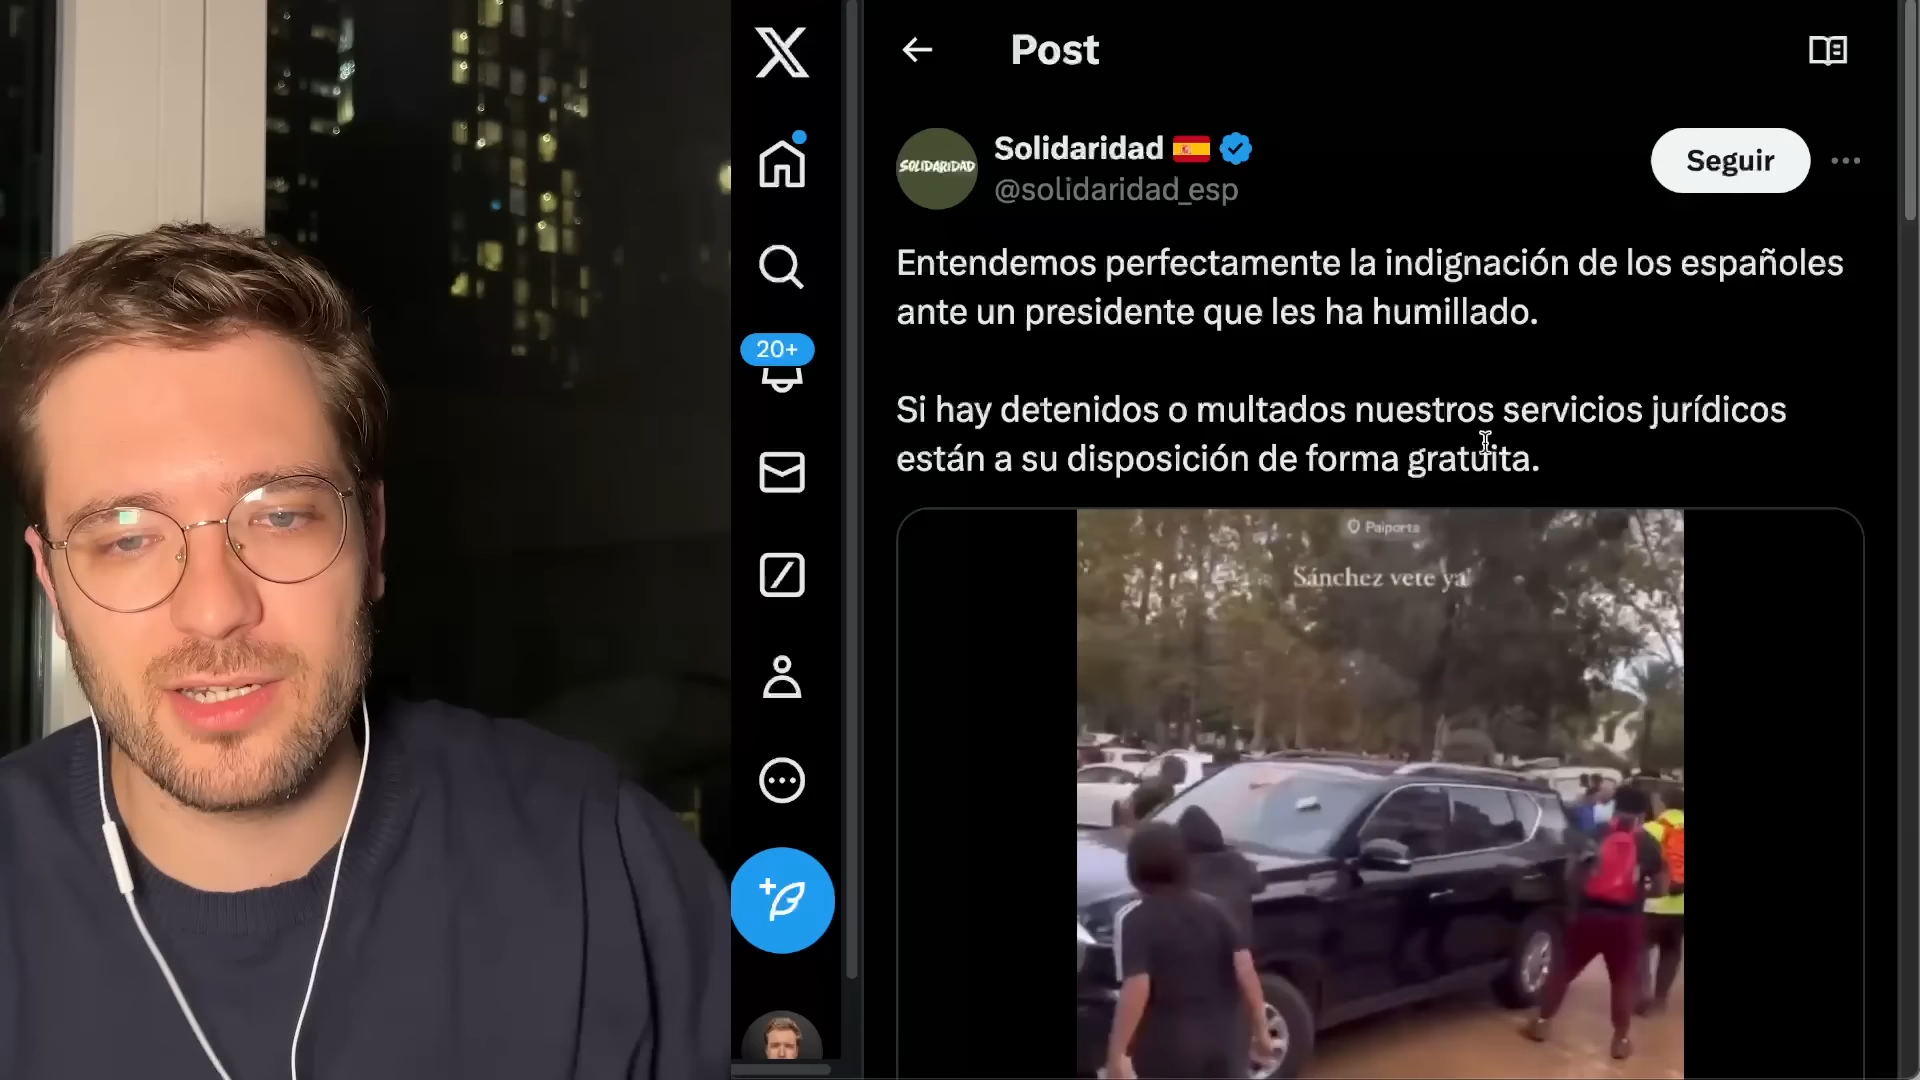 Post
SOLIDARIDAD
Solidaridad
@solidaridad_esp
Seguir
Entendemos perfectamente la indignación de los españoles
ante un presidente que les ha humillado.
Si hay detenidos o multados nuestros servicios jurídicos
están a su disposición de forma gratuita.
20+
Paiporta
Sánchez vete ya